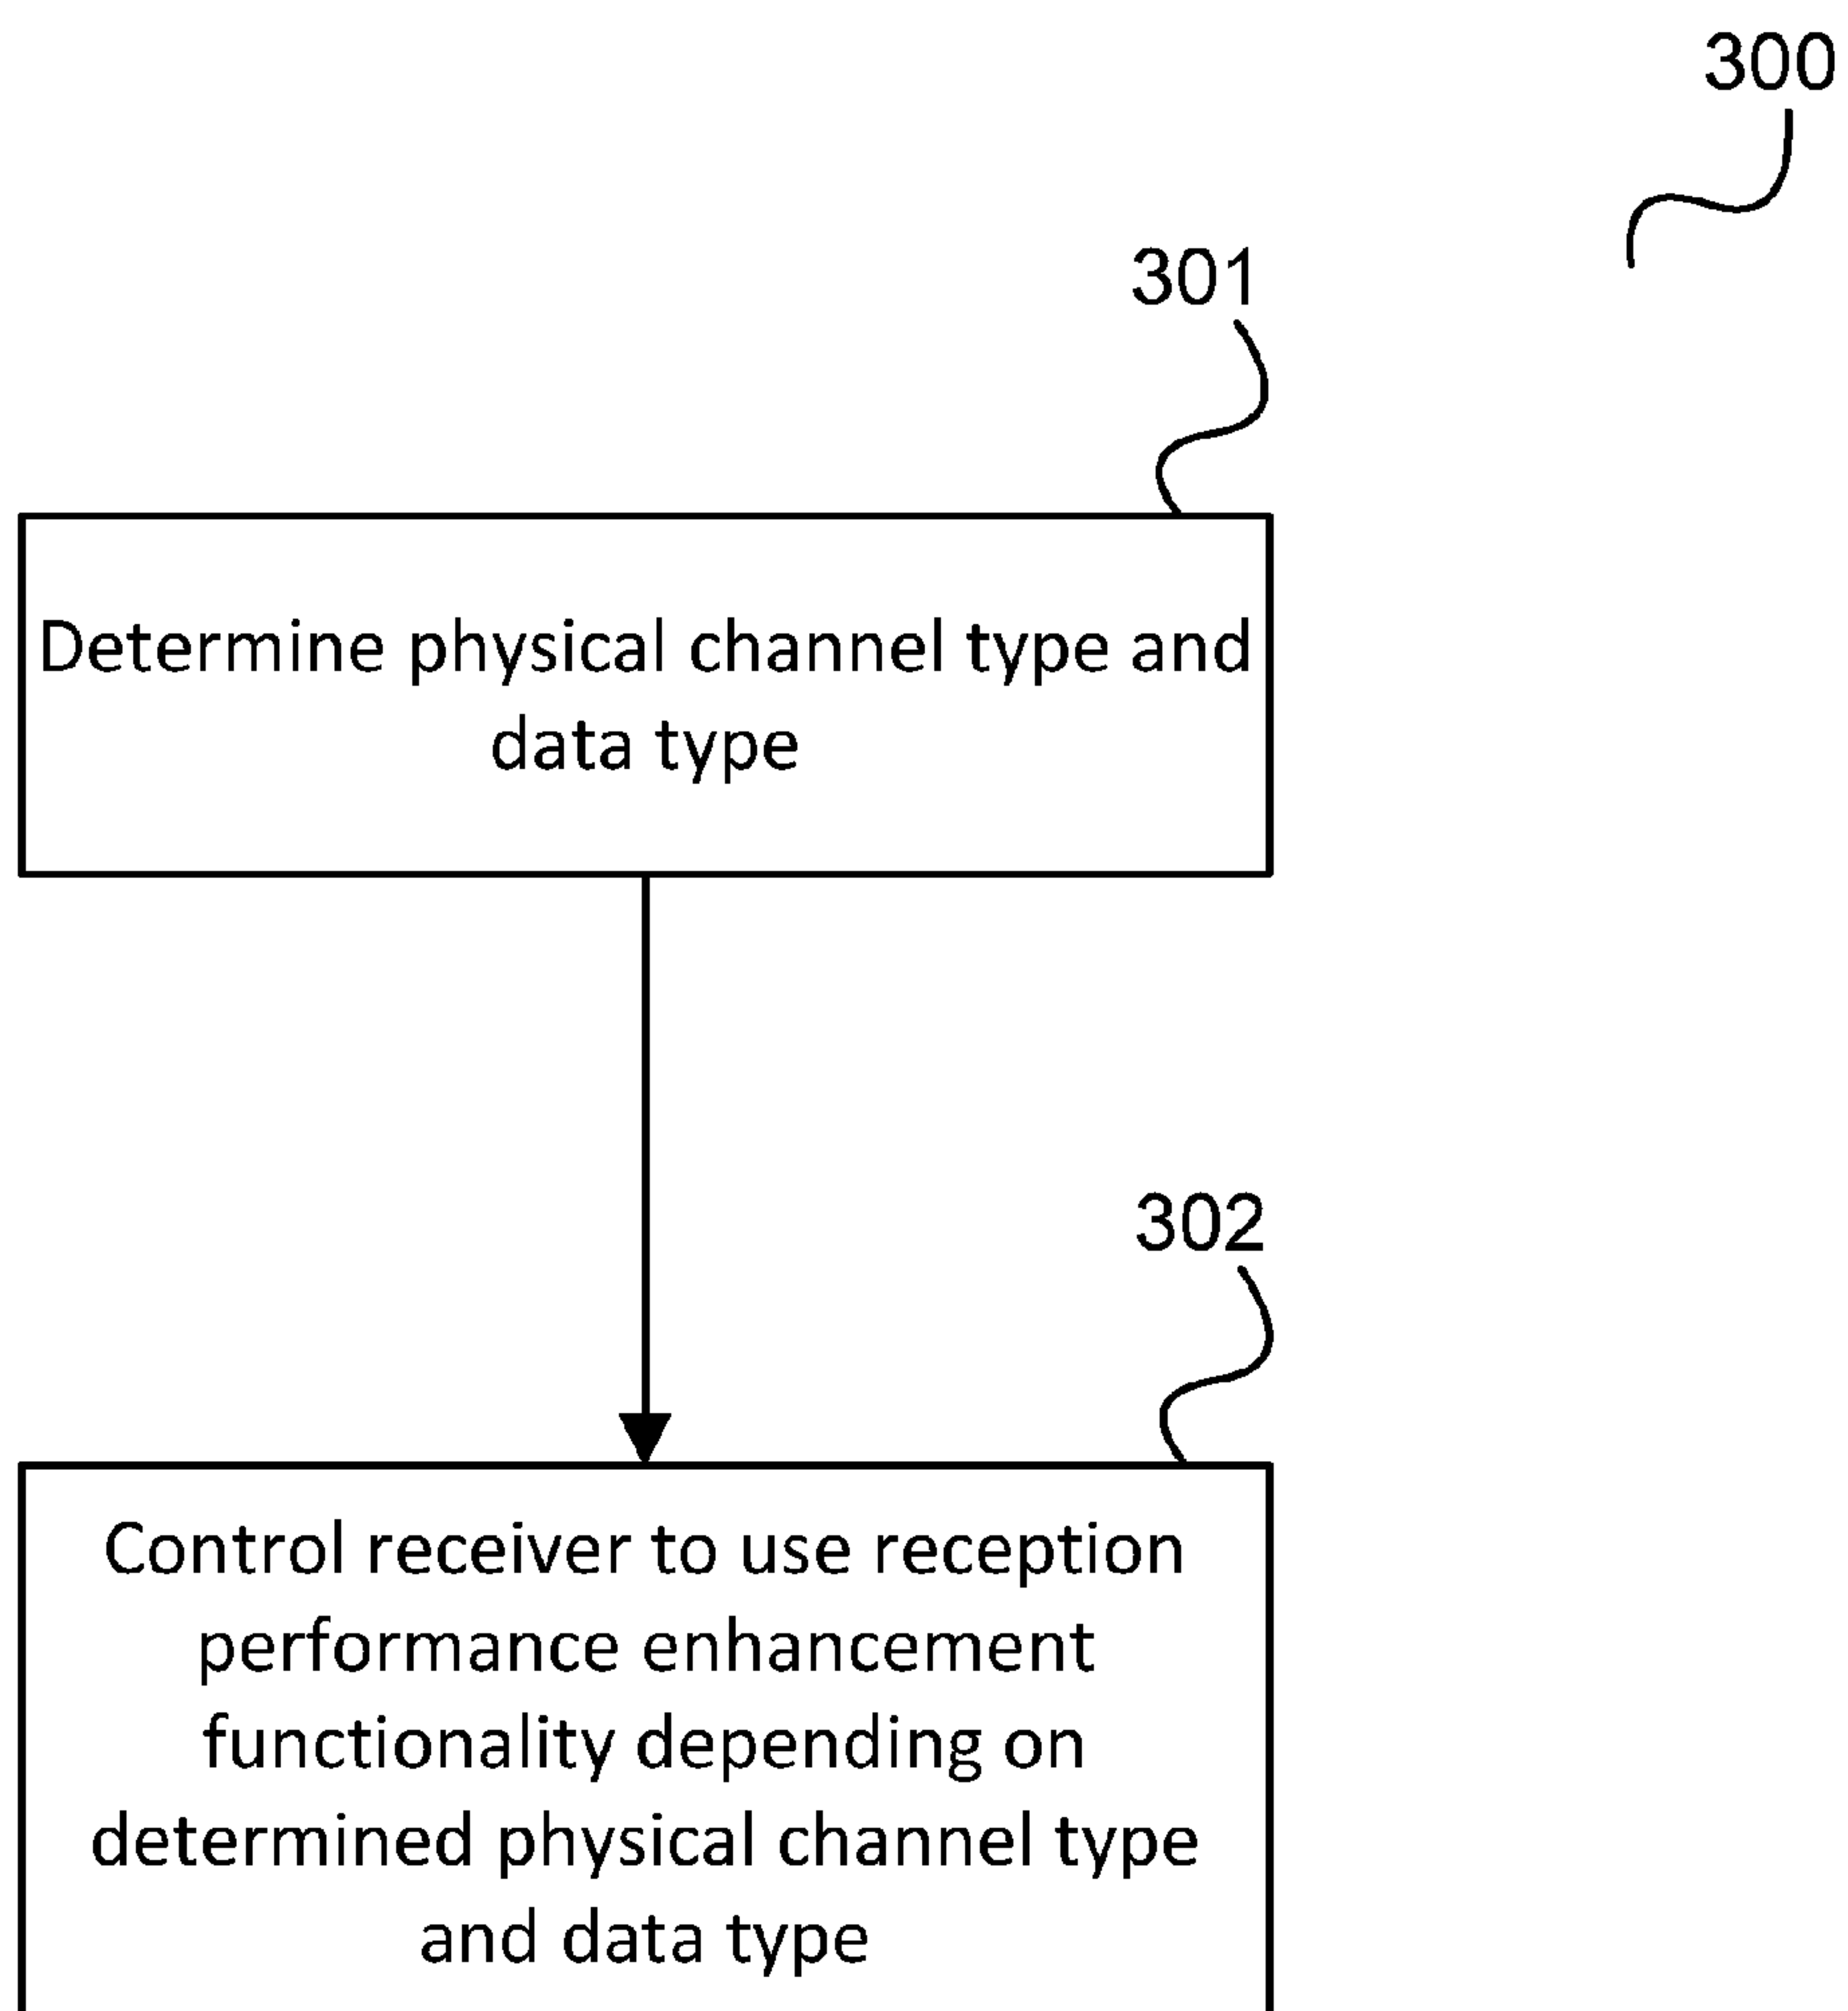 300
301
Determine physical channel type and
data type
302
Control receiver to use reception
performance enhancement
functionality depending on
determined physical channel type
and data type